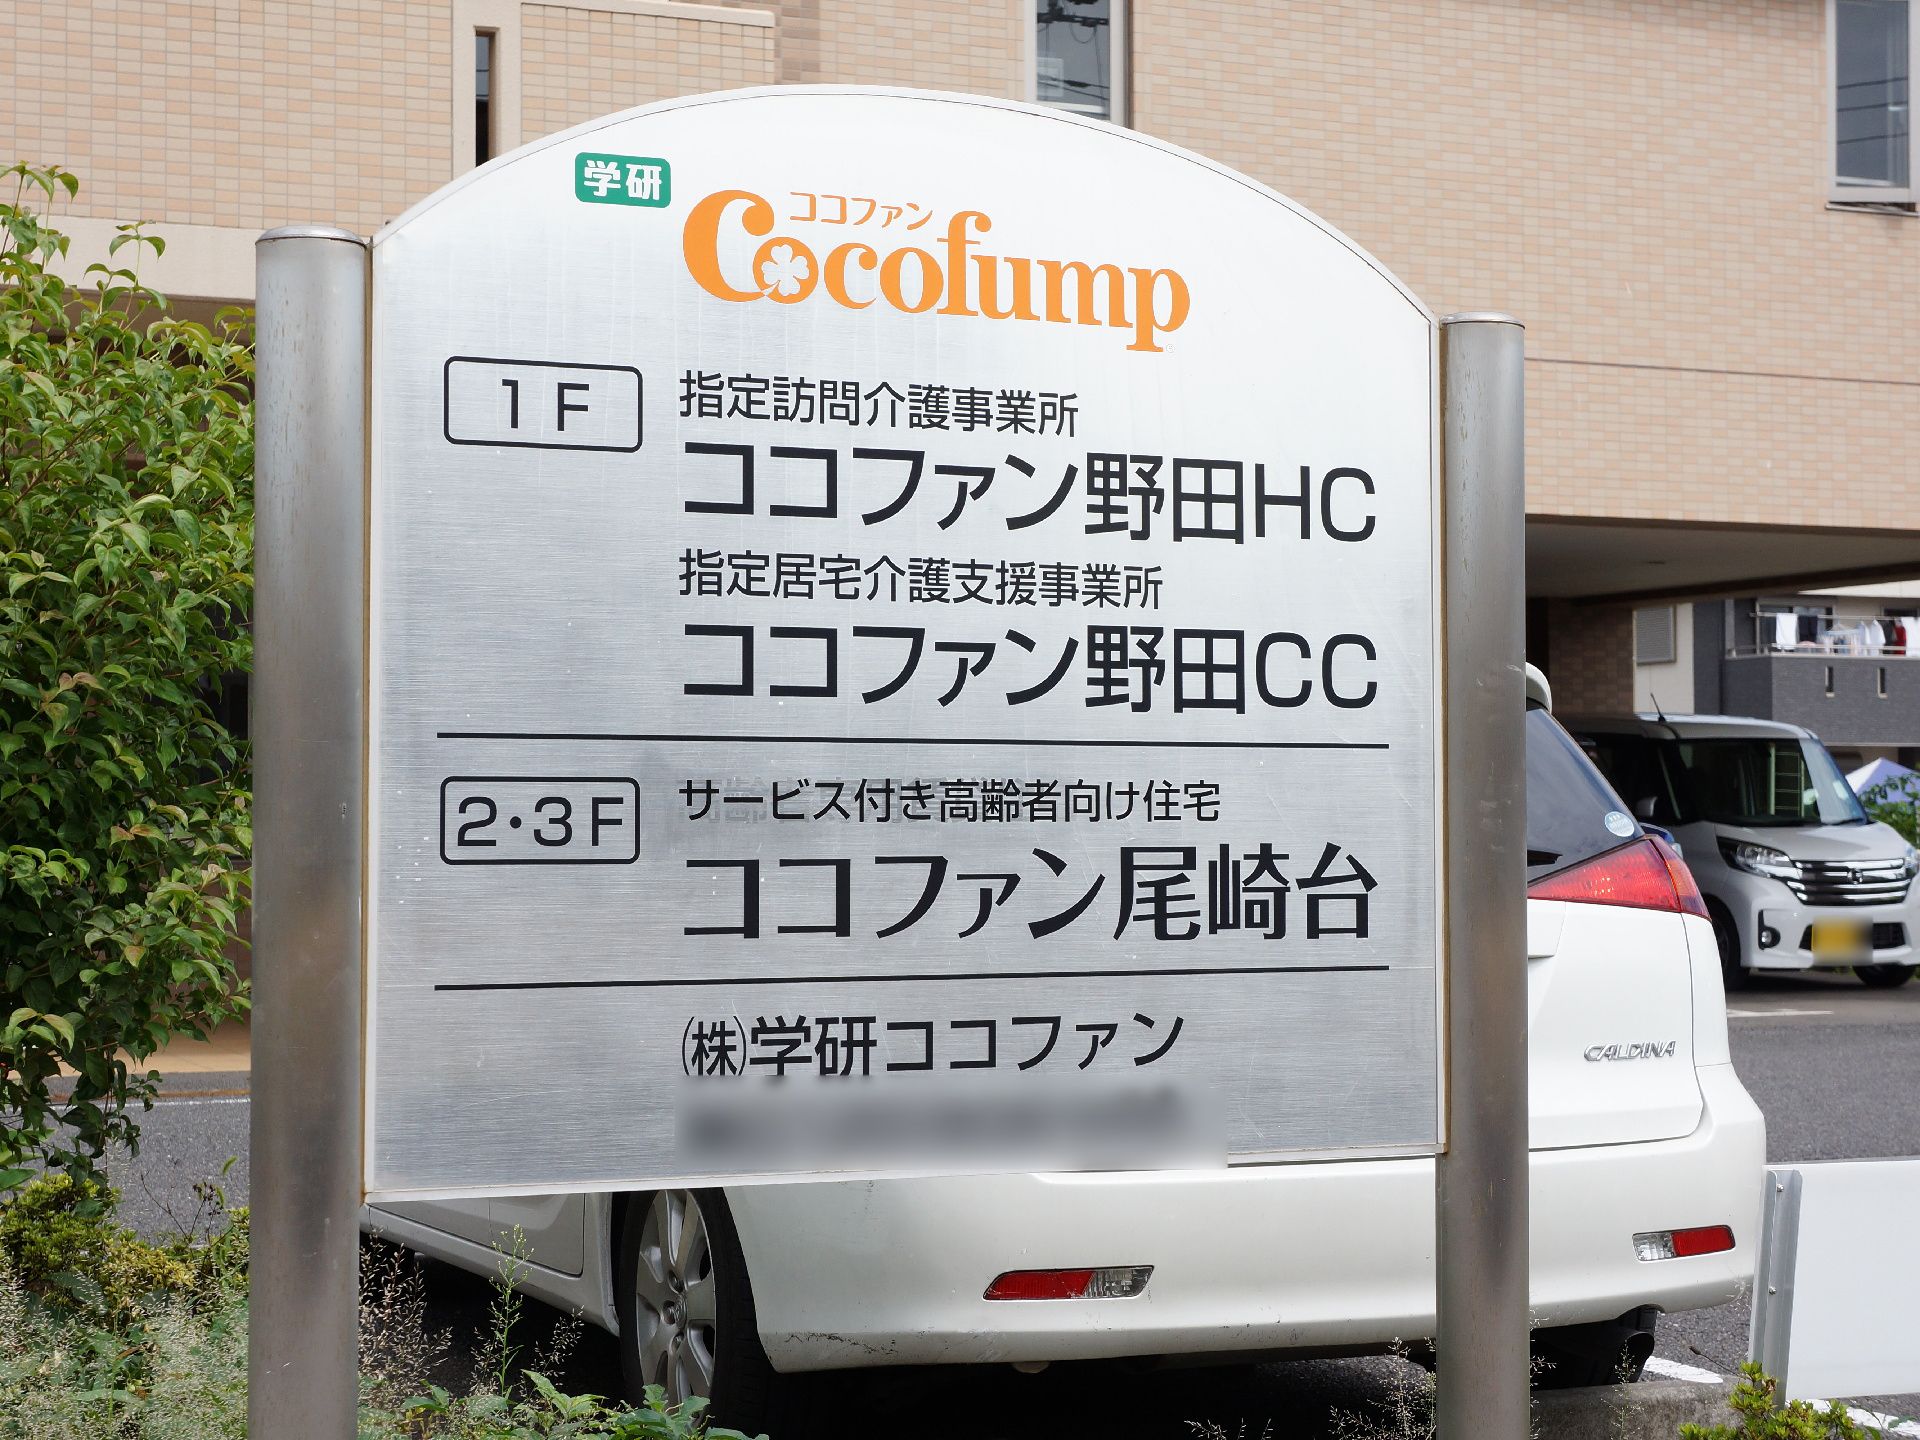 学研
ココファン
Cocofump
1F
指定訪問介護事業所
ココファン野田HC
指定居宅介護支援事業所
ココファン野田CC
2・3F
サービス付き高齢者向け住宅
ココファン尾崎台
㈱学研ココファン
CALDINA